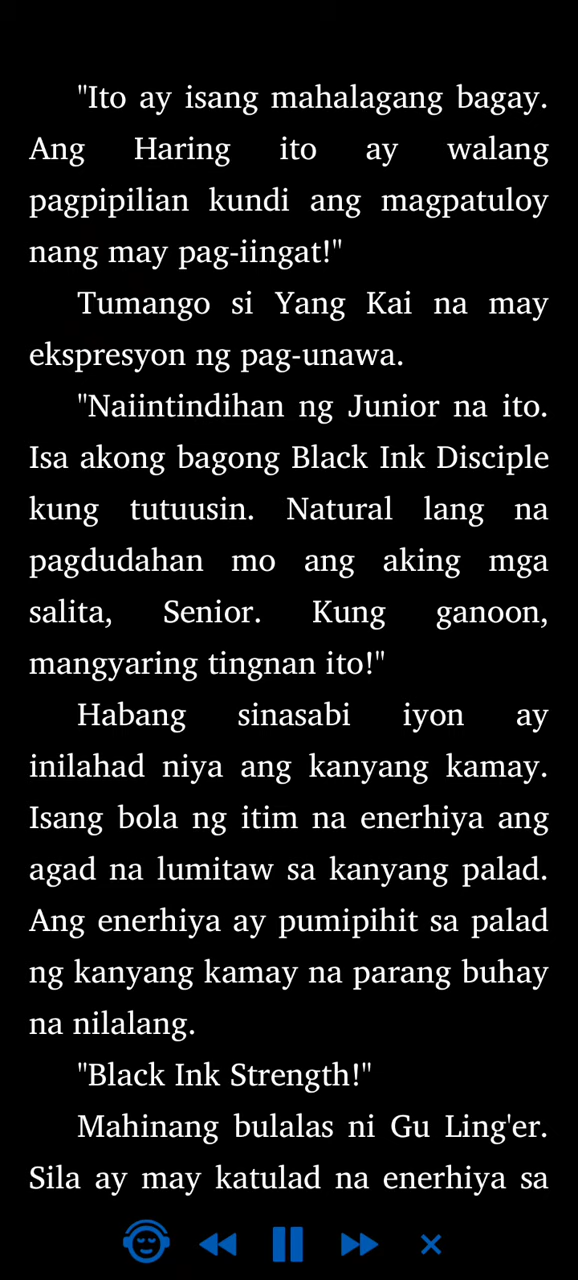 "Ito ay isang mahalagang bagay.
Ang Haring ito ay walang
pagpipilian kundi ang magpatuloy
nang may pag-iingat!"
Tumango si Yang Kai na may
ekspresyon ng pag-unawa.
"Naiintindihan ng Junior na ito.
Isa akong bagong Black Ink Disciple
kung tutuusin. Natural lang na
pagdudahan mo ang aking mga
salita, Senior. Kung ganoon,
mangyaring tingnan ito!"
Habang sinasabi iyon ay
inilahad niya ang kanyang kamay.
Isang bola ng itim na enerhiya ang
agad na lumitaw sa kanyang palad.
Ang enerhiya ay pumipihit sa palad
ng kanyang kamay na parang buhay
na nilalang.
"Black Ink Strength!"
Mahinang bulalas ni Gu Ling'er.
Sila ay may katulad na enerhiya sa